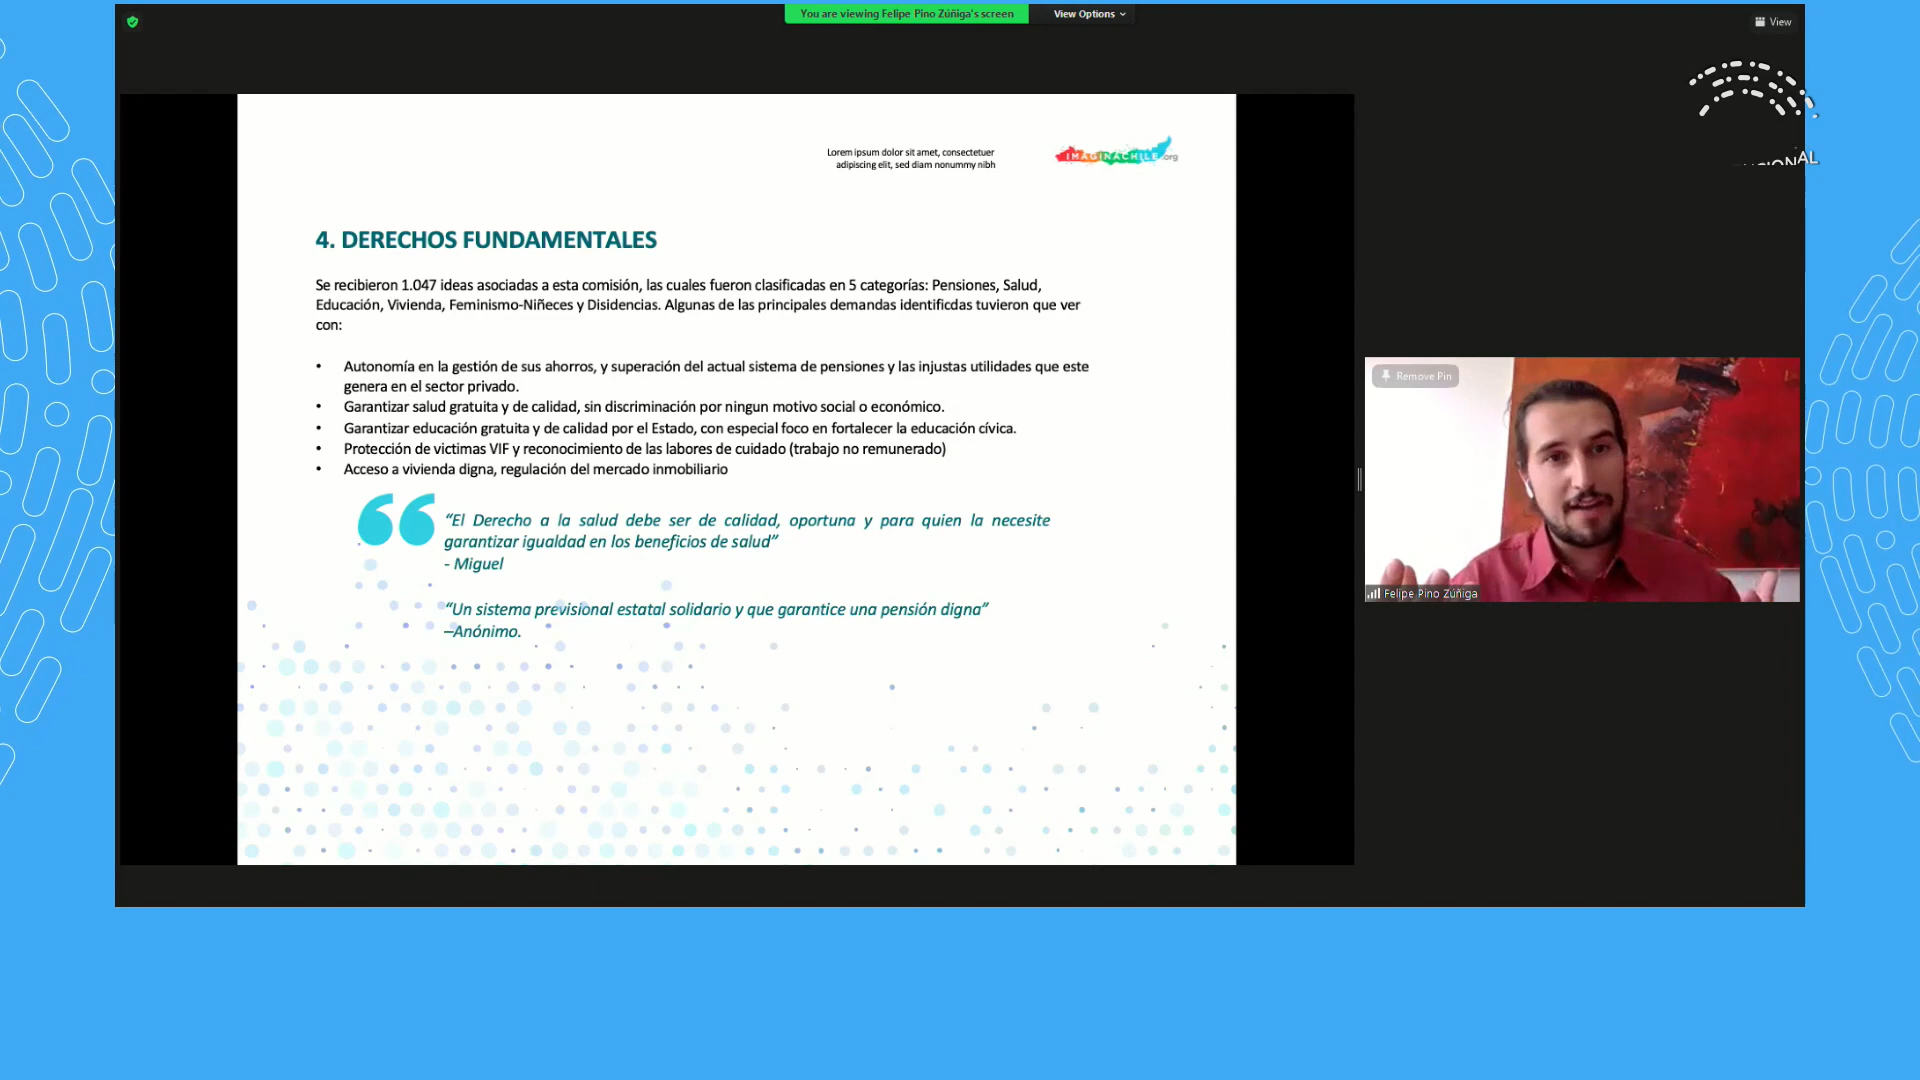 You are viewing Felipe Pino Zúñiga's screen
View Options
View
Lorem ipsum dolor sit amet, consectetuer
adipiscing elit, sed diam nonummy nibh
IMAGINACHILE.org
4. DERECHOS FUNDAMENTALES
Se recibieron 1.047 ideas asociadas a esta comisión, las cuales fueron clasificadas en 5 categorías: Pensiones, Salud,
Educación, Vivienda, Feminismo-Niñeces y Disidencias. Algunas de las principales demandas identificdas tuvieron que ver
con:
• Autonomía en la gestión de sus ahorros, y superación del actual sistema de pensiones y las injustas utilidades que este
genera en el sector privado.
• Garantizar salud gratuita y de calidad, sin discriminación por ningun motivo social o económico.
• Garantizar educación gratuita y de calidad por el Estado, con especial foco en fortalecer la educación cívica.
• Protección de victimas VIF y reconocimiento de las labores de cuidado (trabajo no remunerado)
• Acceso a vivienda digna, regulación del mercado inmobiliario
“El Derecho a la salud debe ser de calidad, oportuna y para quien la necesite
garantizar igualdad en los beneficios de salud”
- Miguel
“Un sistema previsional estatal solidario y que garantice una pensión digna”
–Anónimo.
Remove Pin
Felipe Pino Zúñiga